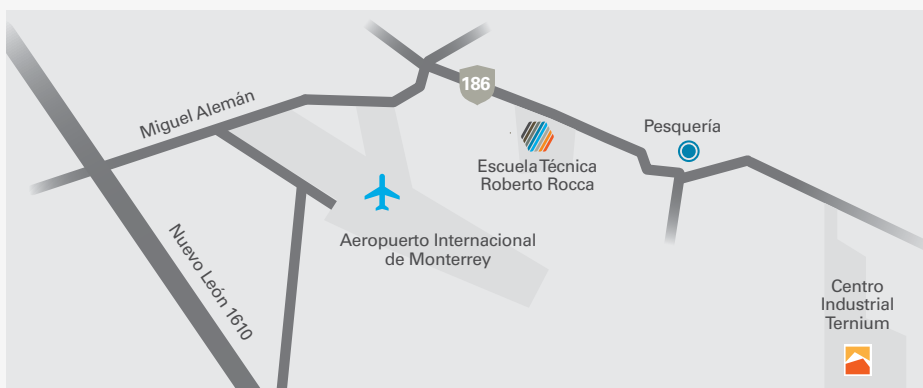 186
Miguel Alemán
Pesquería
Escuela Técnica
Roberto Rocca
Aeropuerto Internacional
de Monterrey
Nuevo León 1610
Centro
Industrial
Ternium